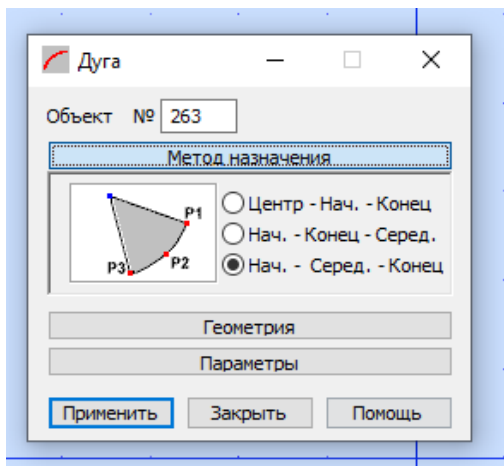 Дуга
Объект № 263
Метод назначения
P1
P2
P3
Центр - Нач. - Конец
Нач. - Конец - Серед.
Нач. - Серед. - Конец
Геометрия
Параметры
Применить Закрыть Помощь